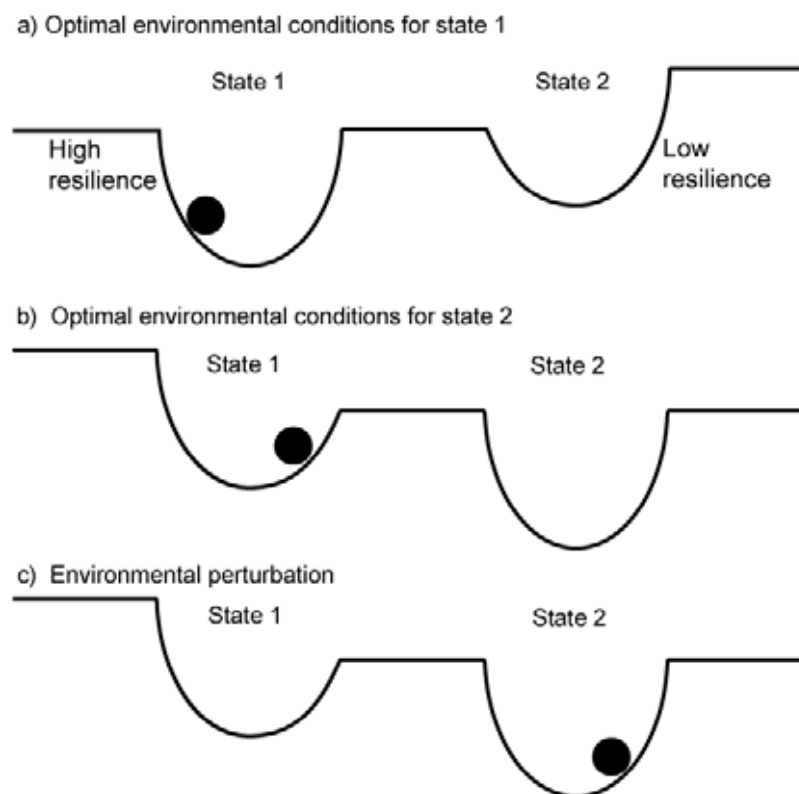 a) Optimal environmental conditions for state 1
State 1
State 2
High
resilience
Low
resilience
b) Optimal environmental conditions for state 2
State 1
State 2
c) Environmental perturbation
State 1
State 2